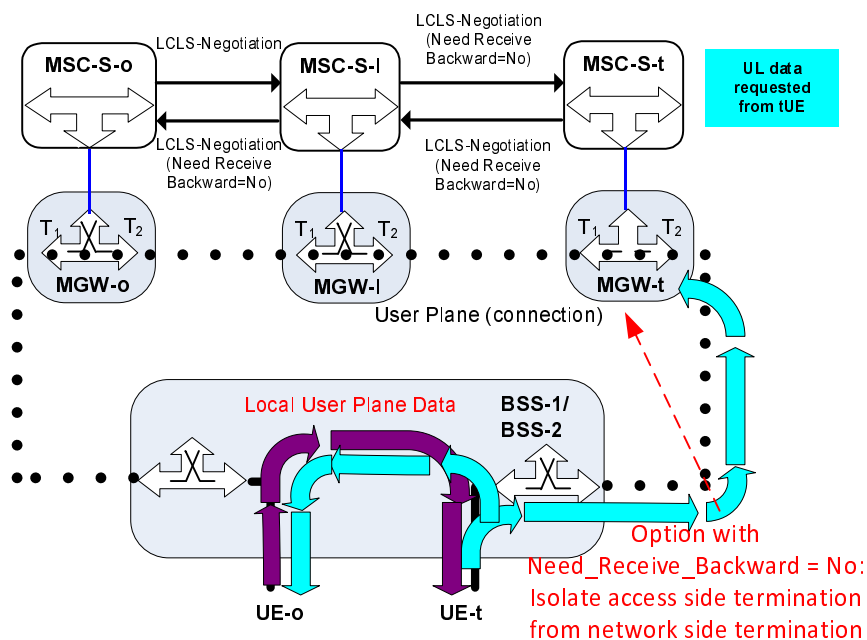 LCLS-Negotiation
LCLS-Negotiation
(Need Receive
Backward=No)
MSC-S-o
MSC-S-I
MSC-S-t
UL data
requested
from tUE
LCLS-Negotiation
(Need Receive
Backward=No)
LCLS-Negotiation
(Need Receive
Backward=No)
T1
T2
T1
T2
T2
MGW-o
MGW-I
MGW-t
User Plane (connection)
Local User Plane Data
BSS-1/
BSS-2
Option with
Need_Receive_Backward = No:
Isolate access side termination
from network side termination
UE-o
UE-t